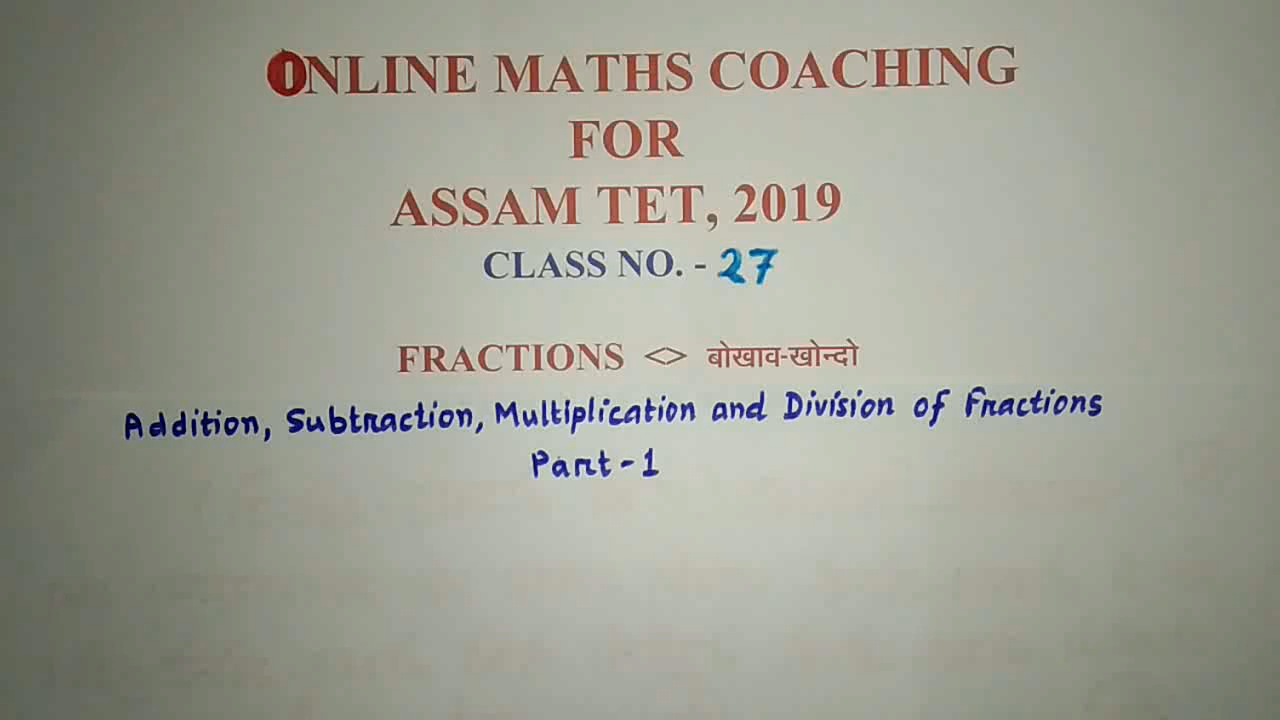 ONLINE MATHS COACHING
FOR
ASSAM TET, 2019
CLASS NO. - 27
FRACTIONS <> बोखाव-खोन्दो
Addition, Subtraction, Multiplication and Division of Fractions
Part-1